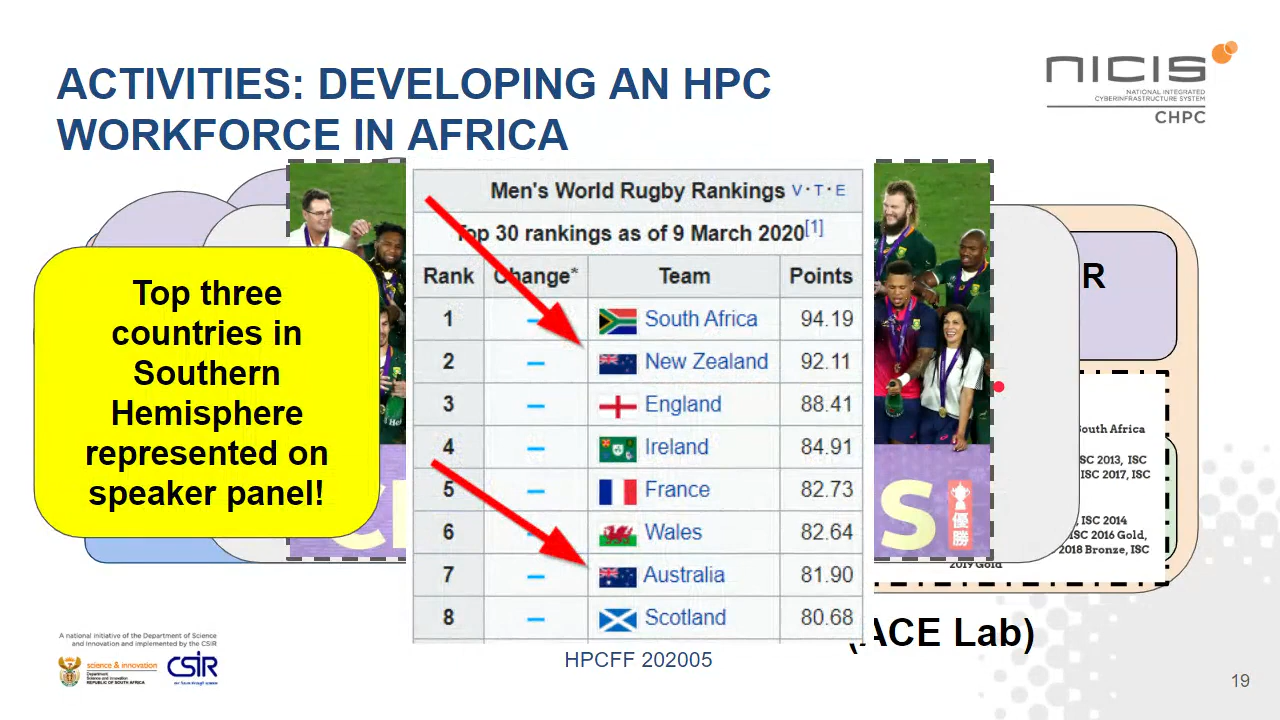 ACTIVITIES: DEVELOPING AN HPC
WORKFORCE IN AFRICA
NICIS
NATIONAL INTEGRATED
CYBERINFRASTRUCTURE SYSTEM
CHPC
Top three
countries in
Southern
Hemisphere
represented on
speaker panel!
Men's World Rugby Rankings V·T·E
Top 30 rankings as of 9 March 2020[1]
Rank Change* Team Points
1 – South Africa 94.19
2 – New Zealand 92.11
3 – England 88.41
4 – Ireland 84.91
5 – France 82.73
6 – Wales 82.64
7 – Australia 81.90
8 – Scotland 80.68
R
South Africa
SC 2013, ISC
ISC 2017, ISC
, ISC 2014
ISC 2016 Gold,
2018 Bronze, ISC
2019 Gold
S
優勝
(ACE Lab)
A national initiative of the Department of Science
and Innovation and implemented by the CSIR
science & innovation
Department:
Science and Innovation
REPUBLIC OF SOUTH AFRICA
CSIR
HPCFF 202005
19